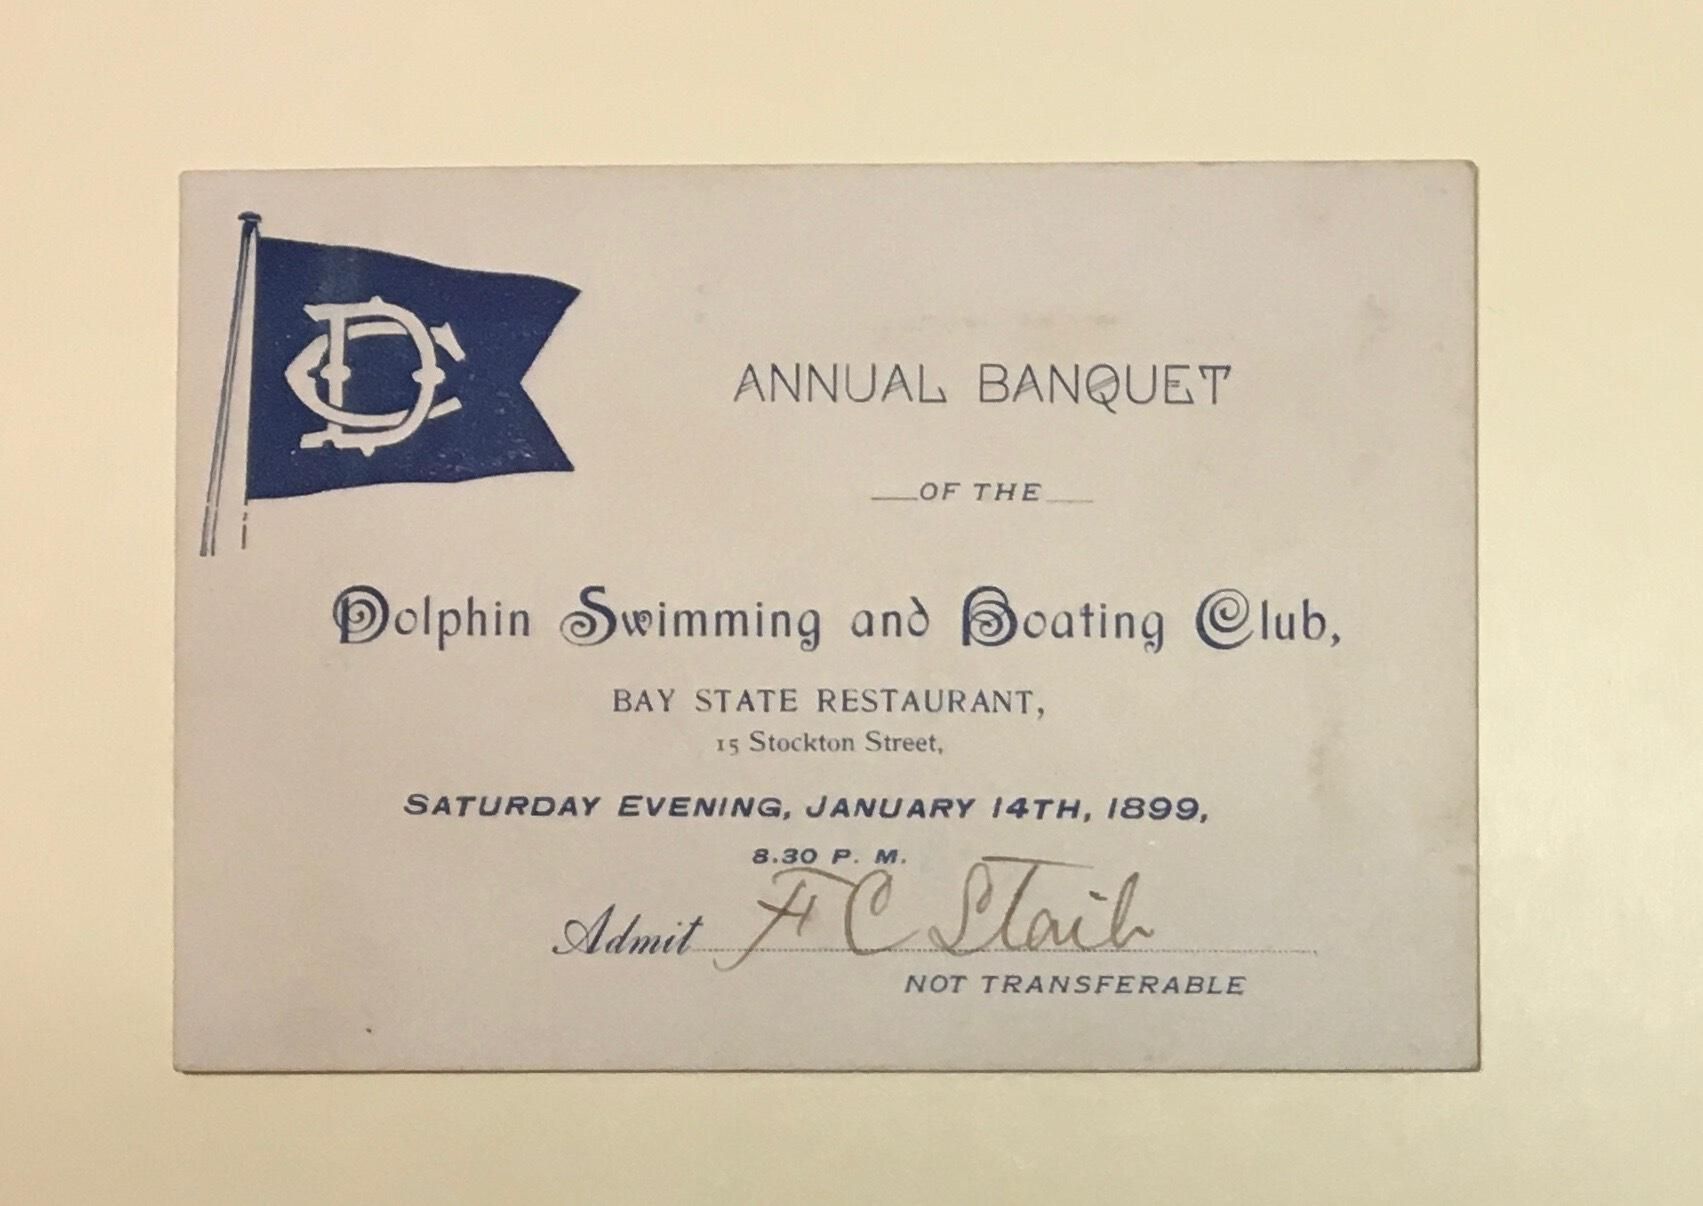 DC
ANNUAL BANQUET
OF THE
Dolphin Swimming and Boating Club,
BAY STATE RESTAURANT,
15 Stockton Street,
SATURDAY EVENING, JANUARY 14TH, 1899,
8.30 P. M.
Admit F C Staib
NOT TRANSFERABLE